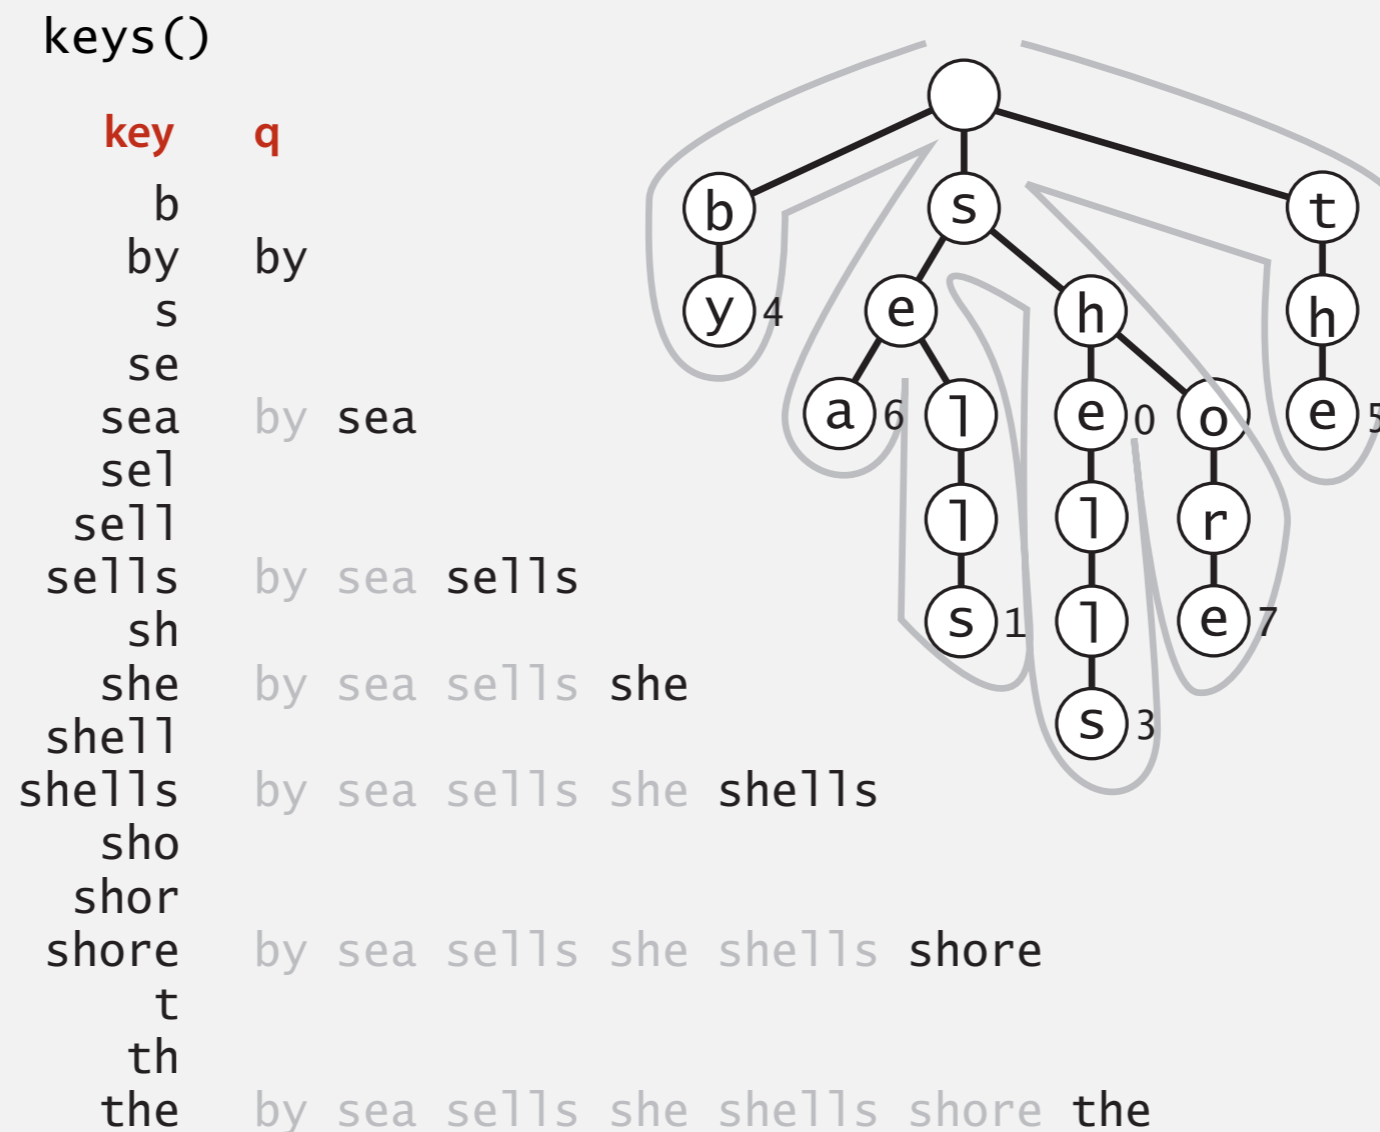 keys()
key q
b
by by
s
se
sea by sea
sel
sell
sells by sea sells
sh
she by sea sells she
shell
shells by sea sells she shells
sho
shor
shore by sea sells she shells shore
t
th
the by sea sells she shells shore the
b s t
y 4 e h h
a 6 l e 0 o e 5
l l r
s 1 l e 7
s 3